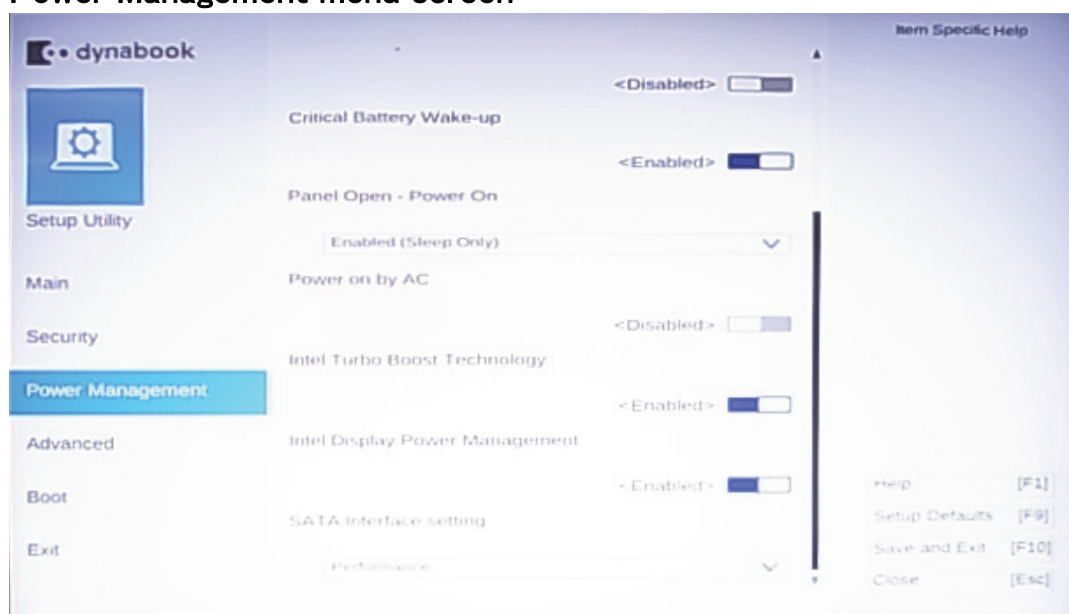 Power Management menu screen
dynabook
Setup Utility
Main
Security
Power Management
Advanced
Boot
Exit
<Disabled>
Critical Battery Wake-up
<Enabled>
Panel Open - Power On
Enabled (Sleep Only)
Power on by AC
<Disabled>
Intel Turbo Boost Technology
<Enabled>
Intel Display Power Management
<Enabled>
SATA Interface setting
Performance
Item Specific Help
Help [F1]
Setup Defaults [F9]
Save and Exit [F10]
Close [Esc]